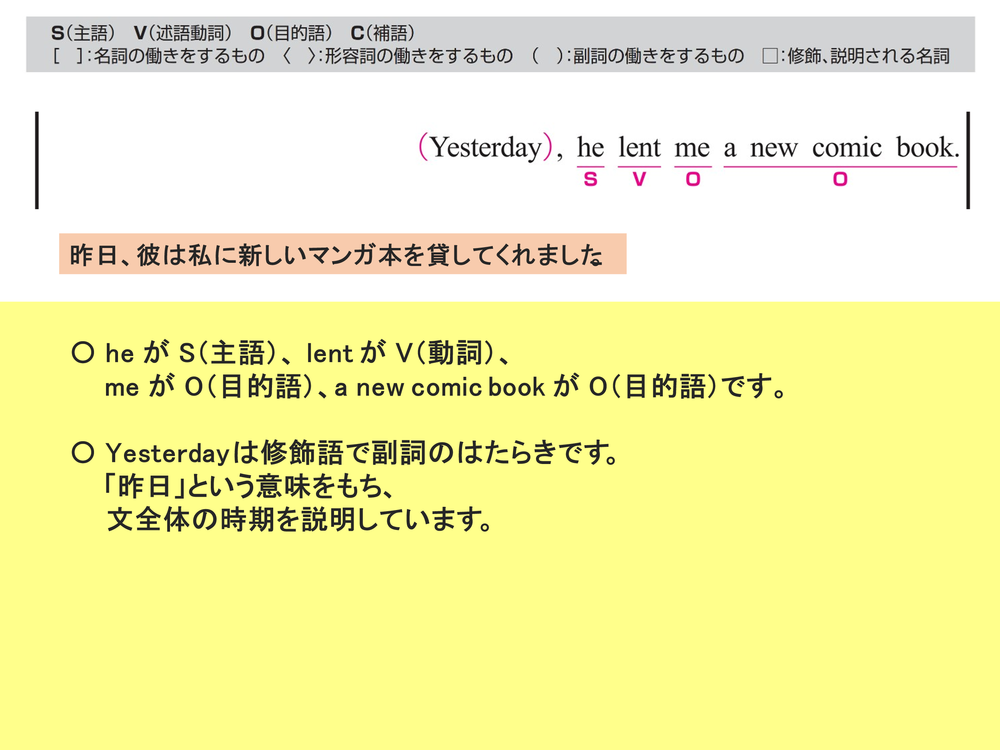 S（主語） V（述語動詞） O（目的語） C（補語）
[ ]：名詞の働きをするもの 〈 〉：形容詞の働きをするもの ( )：副詞の働きをするもの □：修飾、説明される名詞
(Yesterday), he lent me a new comic book.
S V O O
昨日、彼は私に新しいマンガ本を貸してくれました。
○ he が S（主語）、 lent が V（動詞）、
me が O（目的語）、a new comic book が O（目的語）です。
○ Yesterdayは修飾語で副詞のはたらきです。
「昨日」という意味をもち、
文全体の時期を説明しています。